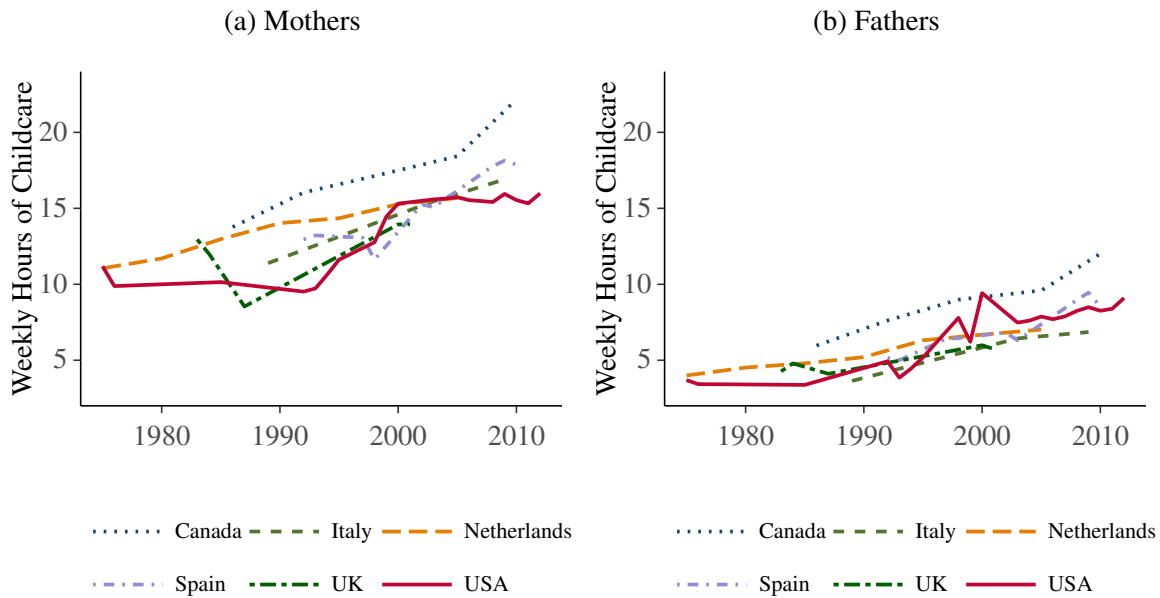 (a) Mothers
Weekly Hours of Childcare
20
15
10
5
1980 1990 2000 2010
Canada Italy Netherlands
Spain UK USA
(b) Fathers
Weekly Hours of Childcare
20
15
10
5
1980 1990 2000 2010
Canada Italy Netherlands
Spain UK USA